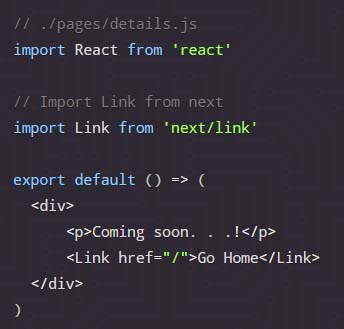 // ./pages/details.js
import React from 'react'

// Import Link from next
import Link from 'next/link'

export default () => (
  <div>
      <p>Coming soon. . .!</p>
      <Link href="/">Go Home</Link>
  </div>
)